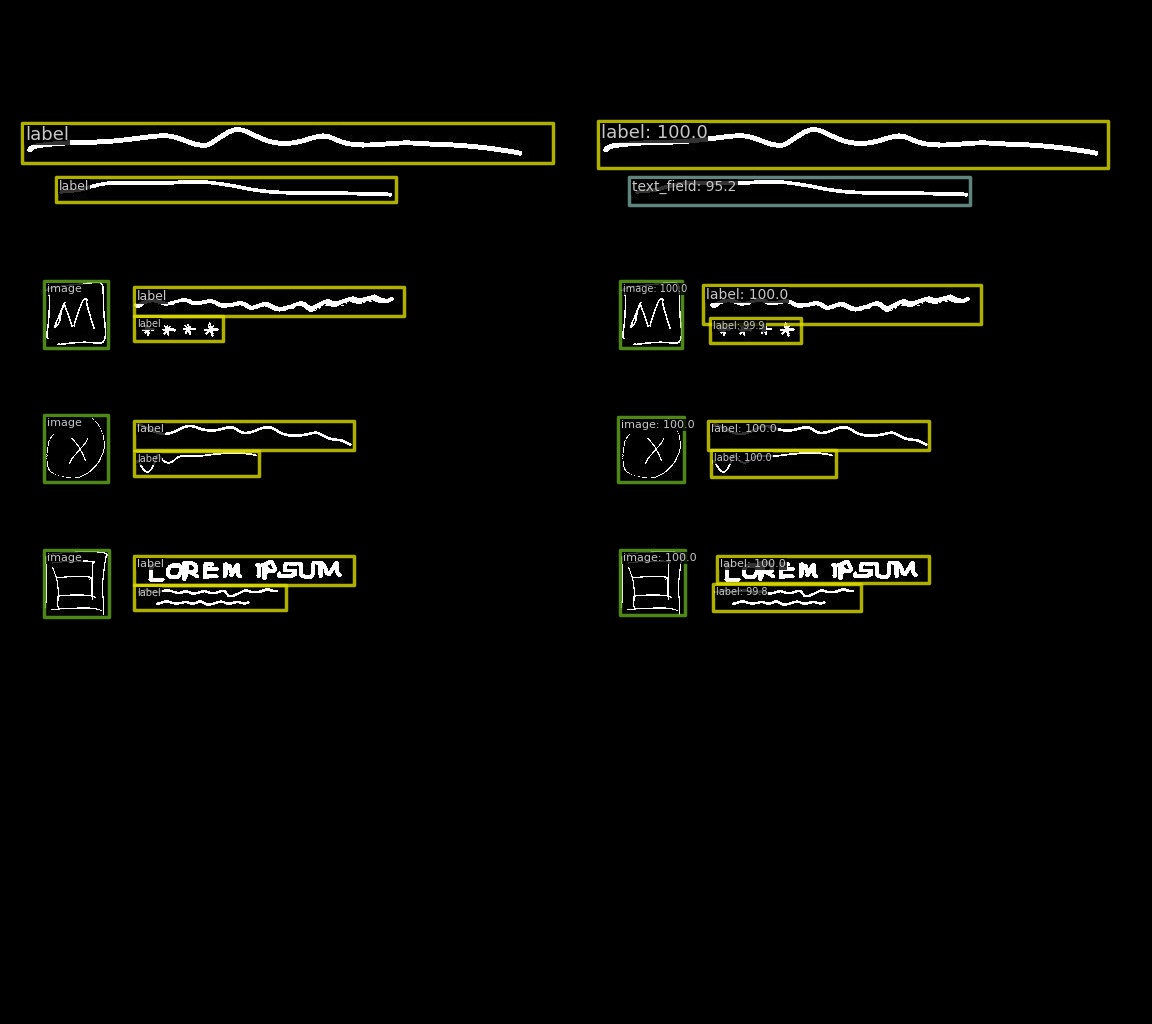 label label: 100.0
label text_field: 95.2
image label image: 100.0 label: 100.0
label * * * * label: 99.9 *
M M
image label image: 100.0 label: 100.0
label label: 100.0
X X
image label image: 100.0 label: 100.0
LOREM IPSUM LOREM IPSUM
label label: 99.8